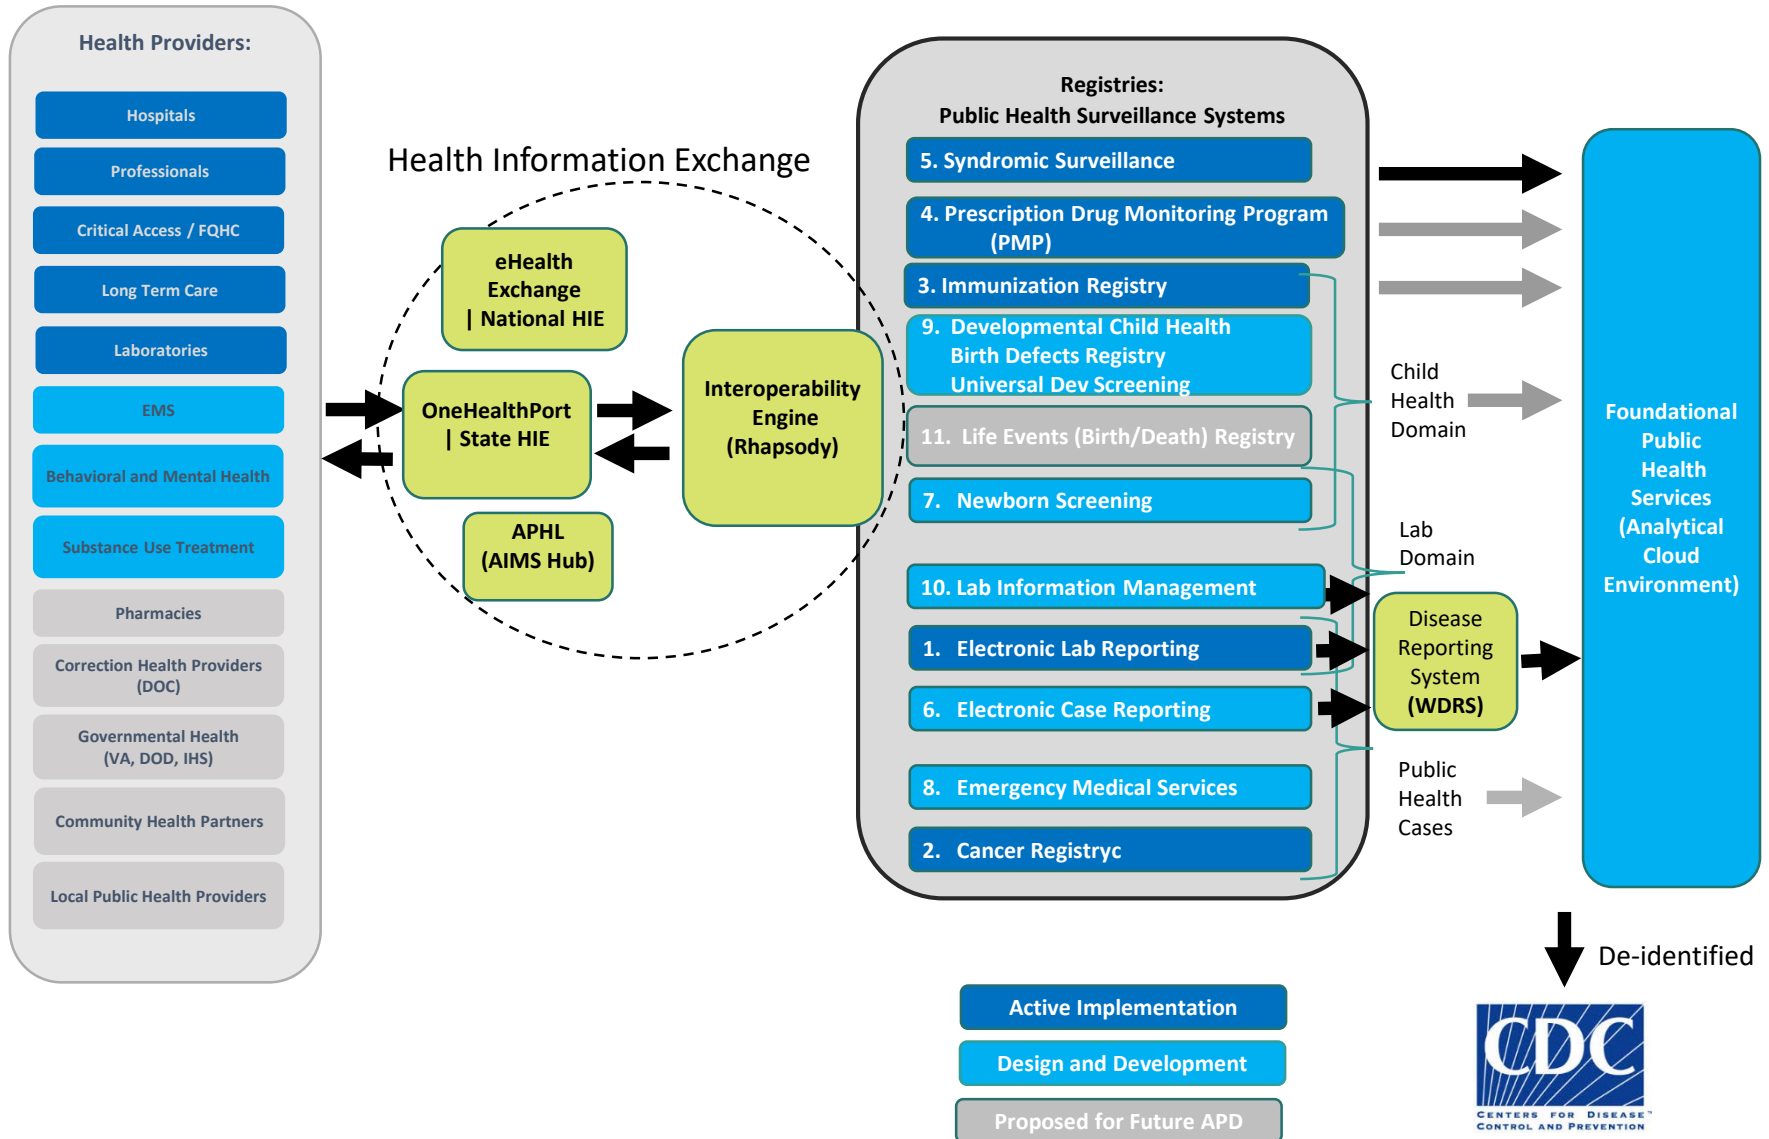 Health Providers:
Hospitals
Professionals
Critical Access / FQHC
Long Term Care
Laboratories
EMS
Behavioral and Mental Health
Substance Use Treatment
Pharmacies
Correction Health Providers
(DOC)
Governmental Health
(VA, DOD, IHS)
Community Health Partners
Local Public Health Providers
Health Information Exchange
eHealth
Exchange
| National HIE
OneHealthPort
| State HIE
APHL
(AIMS Hub)
Interoperability
Engine
(Rhapsody)
Registries:
Public Health Surveillance Systems
5. Syndromic Surveillance
4. Prescription Drug Monitoring Program
(PMP)
3. Immunization Registry
9. Developmental Child Health
Birth Defects Registry
Universal Dev Screening
11. Life Events (Birth/Death) Registry
7. Newborn Screening
10. Lab Information Management
1. Electronic Lab Reporting
6. Electronic Case Reporting
8. Emergency Medical Services
2. Cancer Registryc
Child
Health
Domain
Lab
Domain
Disease
Reporting
System
(WDRS)
Public
Health
Cases
Foundational
Public
Health
Services
(Analytical
Cloud
Environment)
De-identified
CDC
CENTERS FOR DISEASE™
CONTROL AND PREVENTION
Active Implementation
Design and Development
Proposed for Future APD